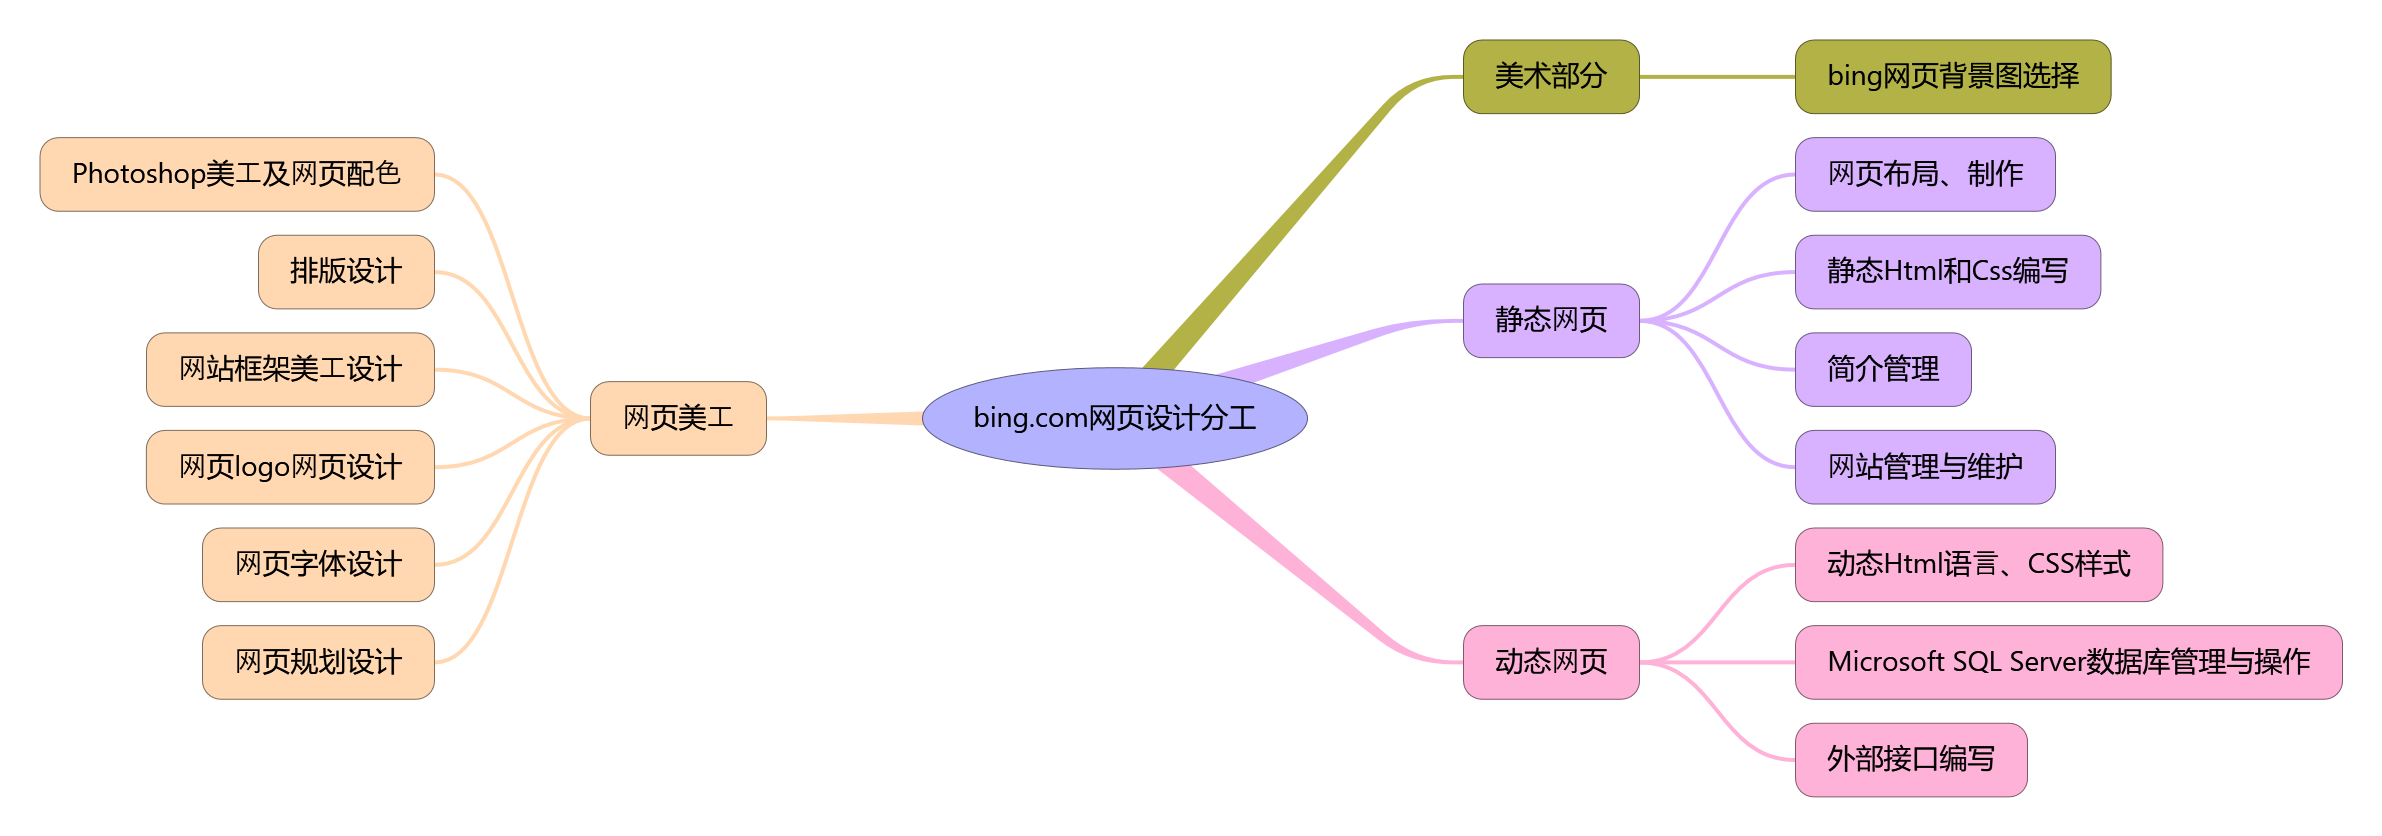 bing.com网页设计分工
美术部分
bing网页背景图选择
静态网页
网页布局、制作
静态Html和Css编写
简介管理
网站管理与维护
动态网页
动态Html语言、CSS样式
Microsoft SQL Server数据库管理与操作
外部接口编写
网页美工
Photoshop美工及网页配色
排版设计
网站框架美工设计
网页logo网页设计
网页字体设计
网页规划设计